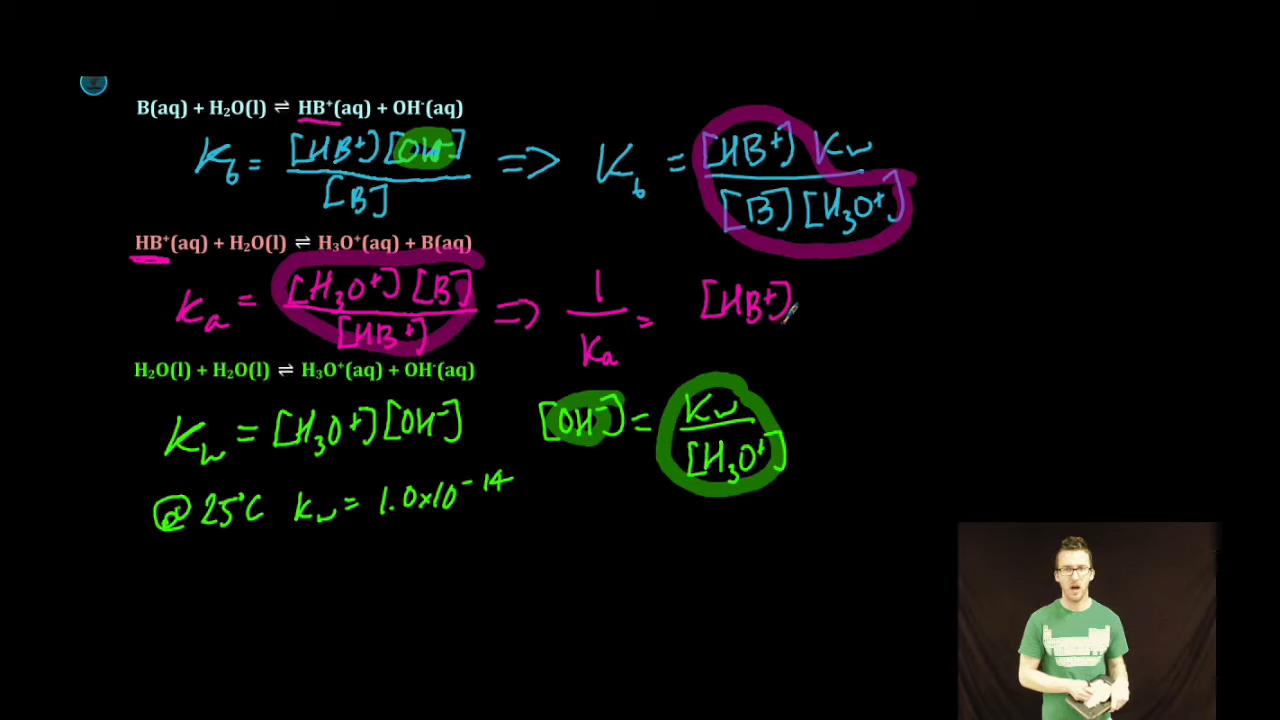 B(aq) + H₂O(l) ⇌ HB⁺(aq) + OH⁻(aq)
K_b = [HB⁺][OH⁻] / [B] => K_b = [HB⁺] K_w / [B][H₃O⁺]
HB⁺(aq) + H₂O(l) ⇌ H₃O⁺(aq) + B(aq)
K_a = [H₃O⁺][B] / [HB⁺] => 1 / K_a = [HB⁺]
H₂O(l) + H₂O(l) ⇌ H₃O⁺(aq) + OH⁻(aq)
K_w = [H₃O⁺][OH⁻] [OH⁻] = K_w / [H₃O⁺]
@ 25°C K_w = 1.0x10⁻¹⁴